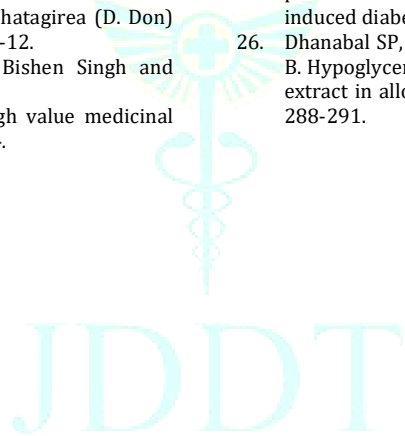 hatagirea (D. Don)
-12.
Bishen Singh and
gh value medicinal
induced diabe
26. Dhanabal SP,
B. Hypoglycer
extract in allo
288-291.
JDDT